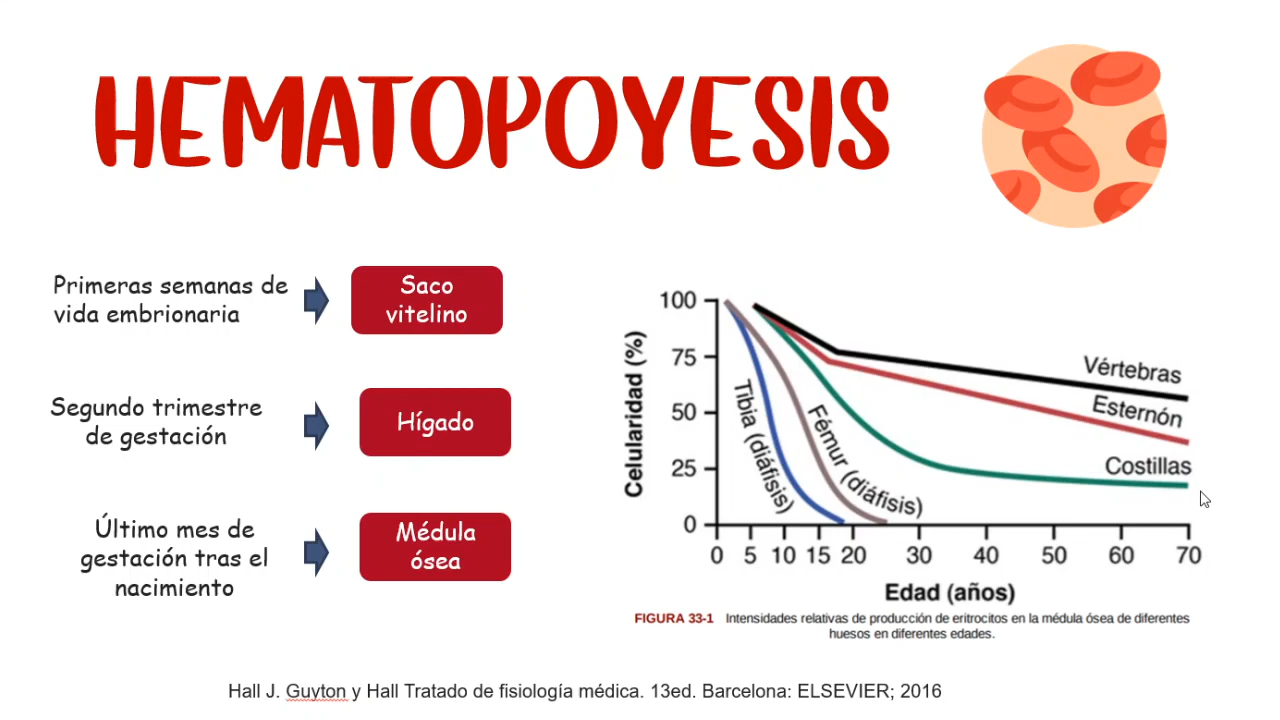 HEMATOPOYESIS
Primeras semanas de
vida embrionaria
Saco
vitelino
Segundo trimestre
de gestación
Hígado
Último mes de
gestación tras el
nacimiento
Médula
ósea
Celularidad (%)
100
75
50
25
0
Tibia (diáfisis)
Fémur (diáfisis)
Vértebras
Esternón
Costillas
0 5 10 15 20 30 40 50 60 70
Edad (años)
FIGURA 33-1 Intensidades relativas de producción de eritrocitos en la médula ósea de diferentes
huesos en diferentes edades.
Hall J. Guyton y Hall Tratado de fisiología médica. 13ed. Barcelona: ELSEVIER; 2016